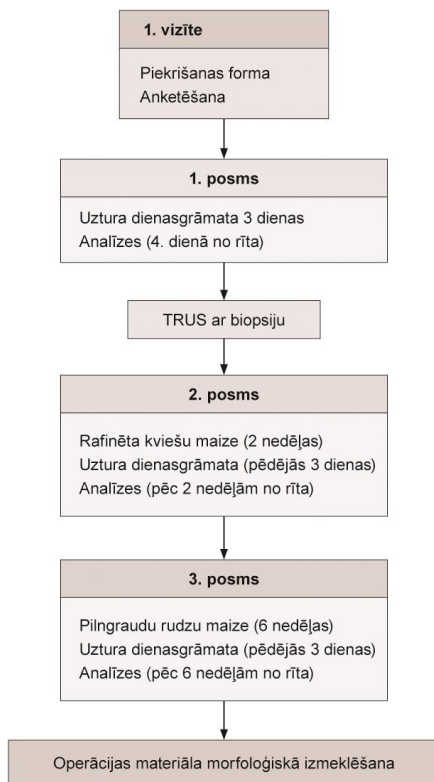 1. vizīte
Piekrišanas forma
Anketēšana
1. posms
Uztura dienasgrāmata 3 dienas
Analīzes (4. dienā no rīta)
TRUS ar biopsiju
2. posms
Rafinēta kviešu maize (2 nedēļas)
Uztura dienasgrāmata (pēdējās 3 dienas)
Analīzes (pēc 2 nedēļām no rīta)
3. posms
Pilngraudu rudzu maize (6 nedēļas)
Uztura dienasgrāmata (pēdējās 3 dienas)
Analīzes (pēc 6 nedēļām no rīta)
Operācijas materiāla morfoloģiskā izmeklēšana